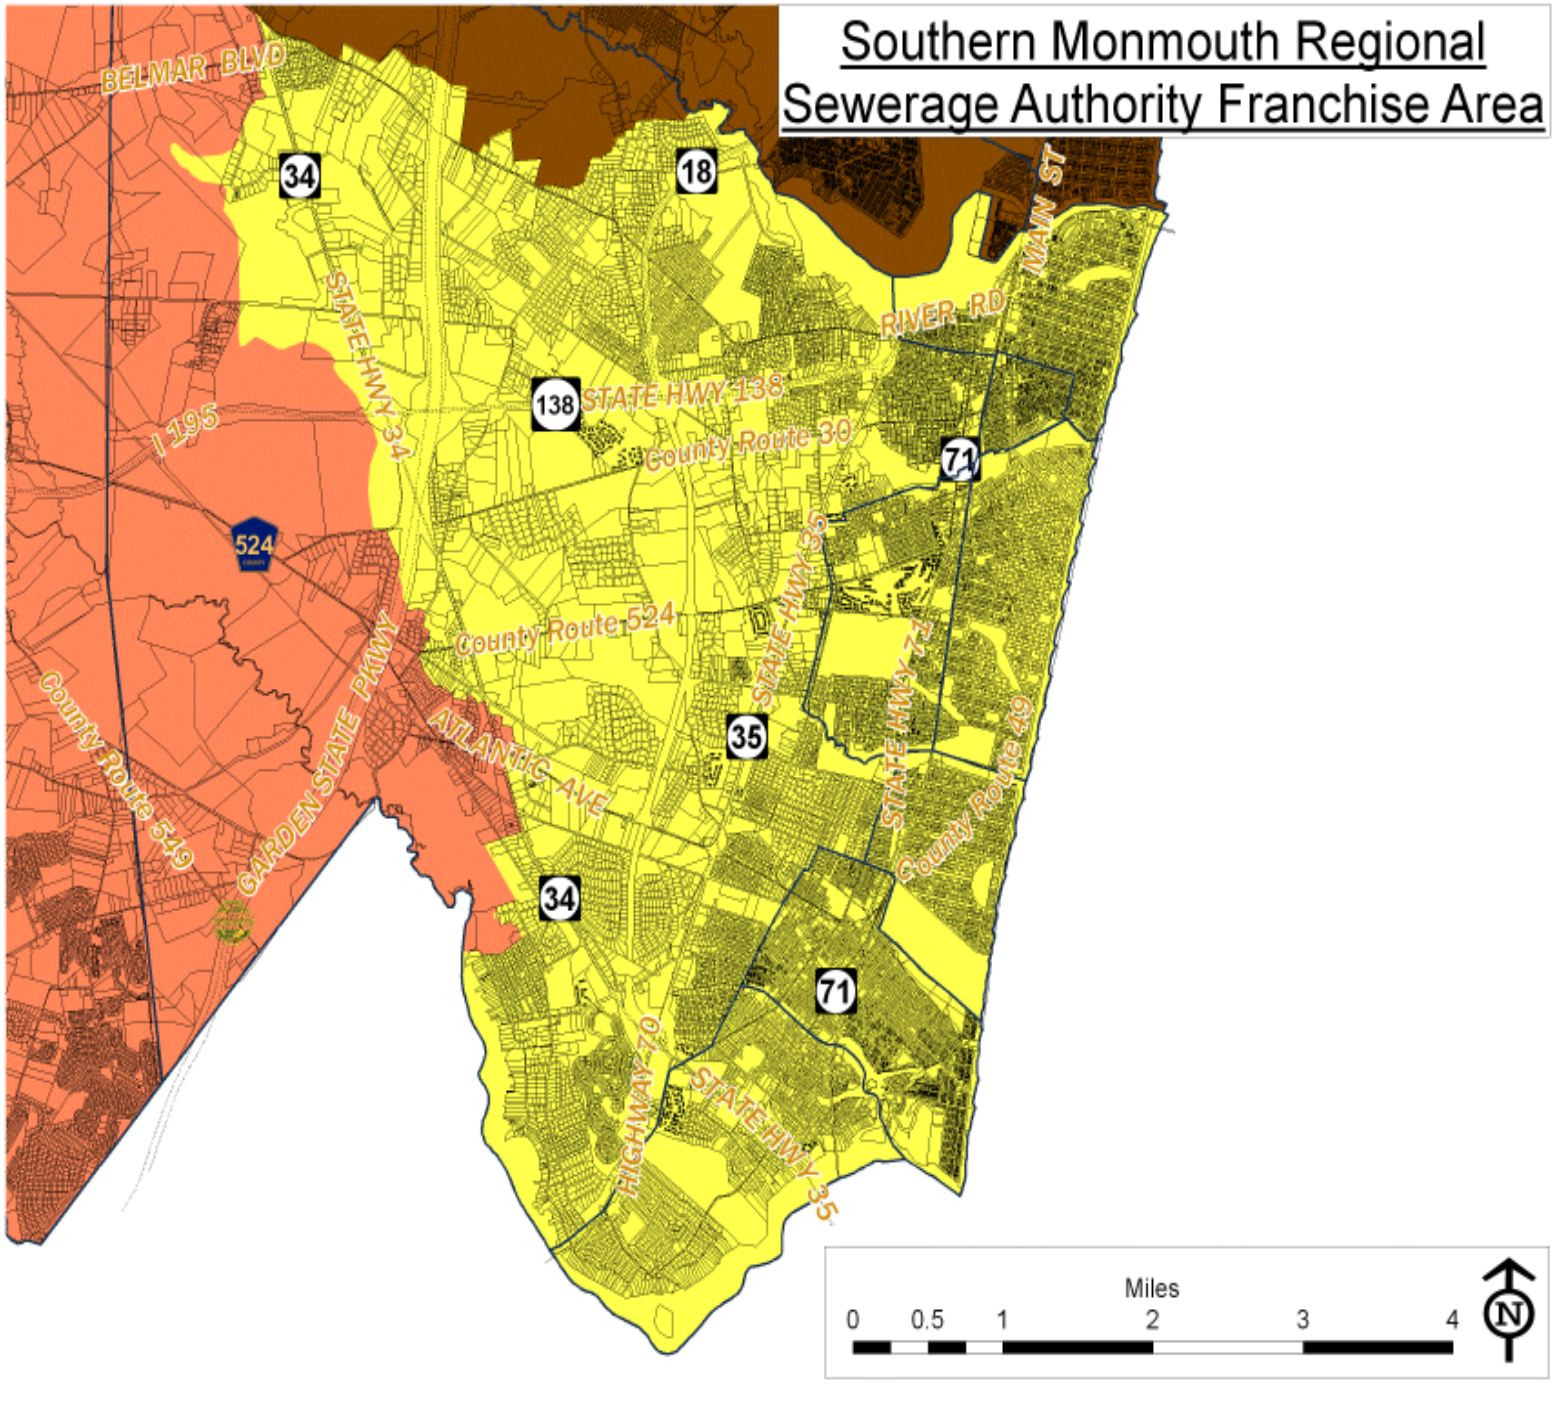 Southern Monmouth Regional
Sewerage Authority Franchise Area
BELMAR BLVD
34
18
MAIN ST
STATE HWY 34
RIVER RD
138
STATE HWY 138
I 195
County Route 30
71
524
COUNTY
STATE HWY 35
County Route 524
GARDEN STATE PKWY
STATE HWY 71
County Route 549
ATLANTIC AVE
35
County Route 49
34
71
HIGHWAY 70
STATE HWY 35
Miles
0 0.5 1 2 3 4
N